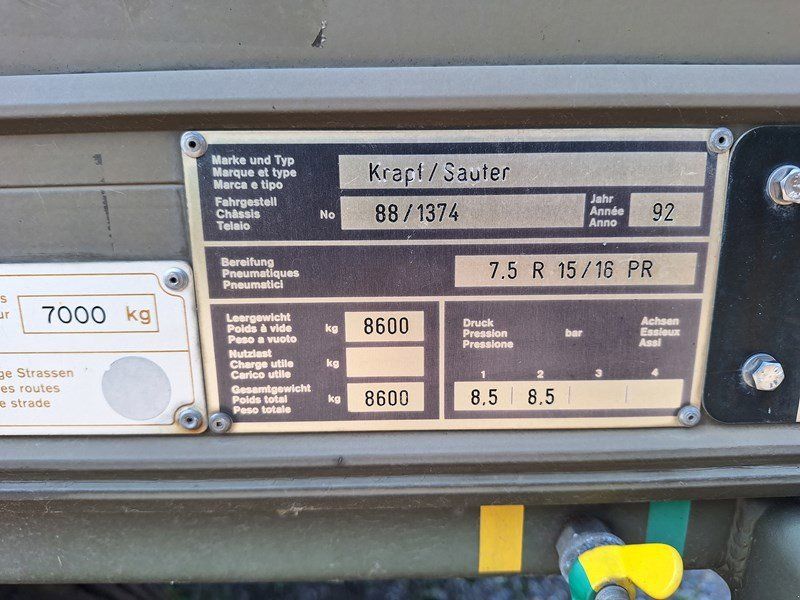 Marke und Typ
Marque et type
Marca e tipo
Krapf/Sauter
Fahrgestell
Châssis No
Telaio
88/1374
Jahr
Année
Anno
92
Bereifung
Pneumatiques
Pneumatici
7.5 R 15/16 PR
Leergewicht
Poids à vide kg
Peso a vuoto
8600
Nutzlast
Charge utile kg
Carico utile
Gesamtgewicht
Poids total kg
Peso totale
8600
Druck
Pression bar
Pressione
Achsen
Essieux
Assi
1 2 3 4
8.5 8.5
7000 kg
Strassen
es routes
e strade